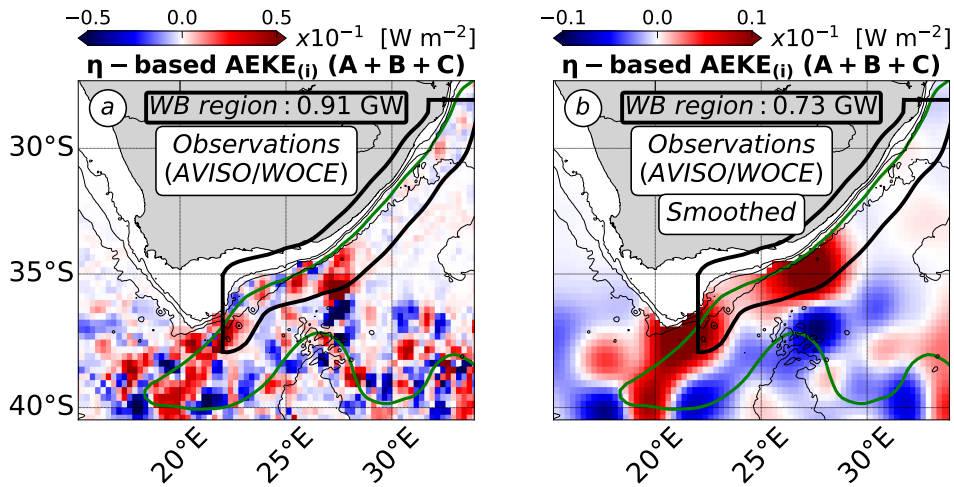 −0.5 0.0 0.5
x10⁻¹ [W m⁻²]
η − based AEKE₍ᵢ₎ (A + B + C)
a
WB region : 0.91 GW
Observations
(AVISO/WOCE)
30°S
35°S
40°S
20°E
25°E
30°E
−0.1 0.0 0.1
x10⁻¹ [W m⁻²]
η − based AEKE₍ᵢ₎ (A + B + C)
b
WB region : 0.73 GW
Observations
(AVISO/WOCE)
Smoothed
20°E
25°E
30°E